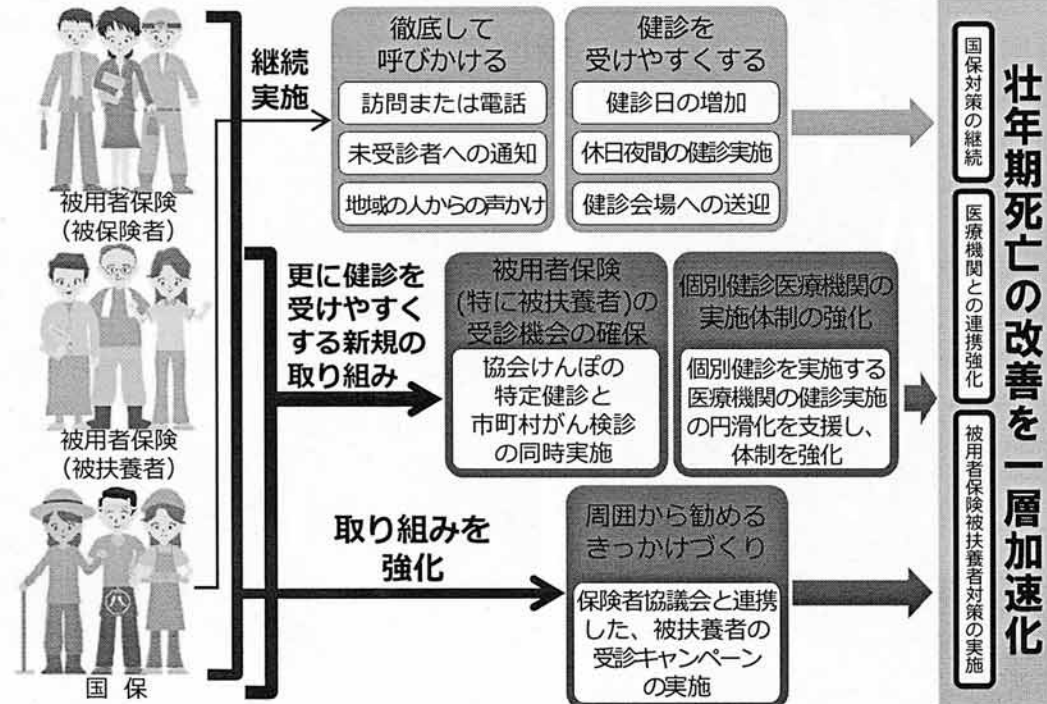 被用者保険
（被保険者）
被用者保険
（被扶養者）
八
国保
継続
実施
徹底して
呼びかける
訪問または電話
未受診者への通知
地域の人からの声かけ
健診を
受けやすくする
健診日の増加
休日夜間の健診実施
健診会場への送迎
更に健診を
受けやすく
する新規の
取り組み
被用者保険
(特に被扶養者)の
受診機会の確保
協会けんぽの
特定健診と
市町村がん検診
の同時実施
個別健診医療機関の
実施体制の強化
個別健診を実施する
医療機関の健診実施
の円滑化を支援し、
体制を強化
取り組みを
強化
周囲から勧める
きっかけづくり
保険者協議会と連携
した、被扶養者の
受診キャンペーン
の実施
国保対策の継続
医療機関との連携強化
被用者保険被扶養者対策の実施
壮年期死亡の改善を一層加速化